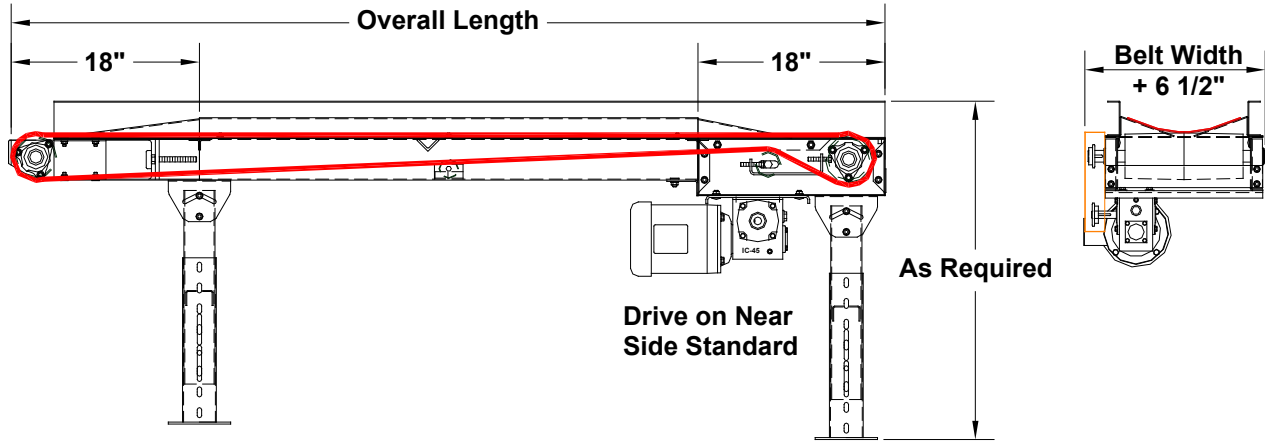 Overall Length
18"
18"
Belt Width
+ 6 1/2"
IC-45
As Required
Drive on Near
Side Standard